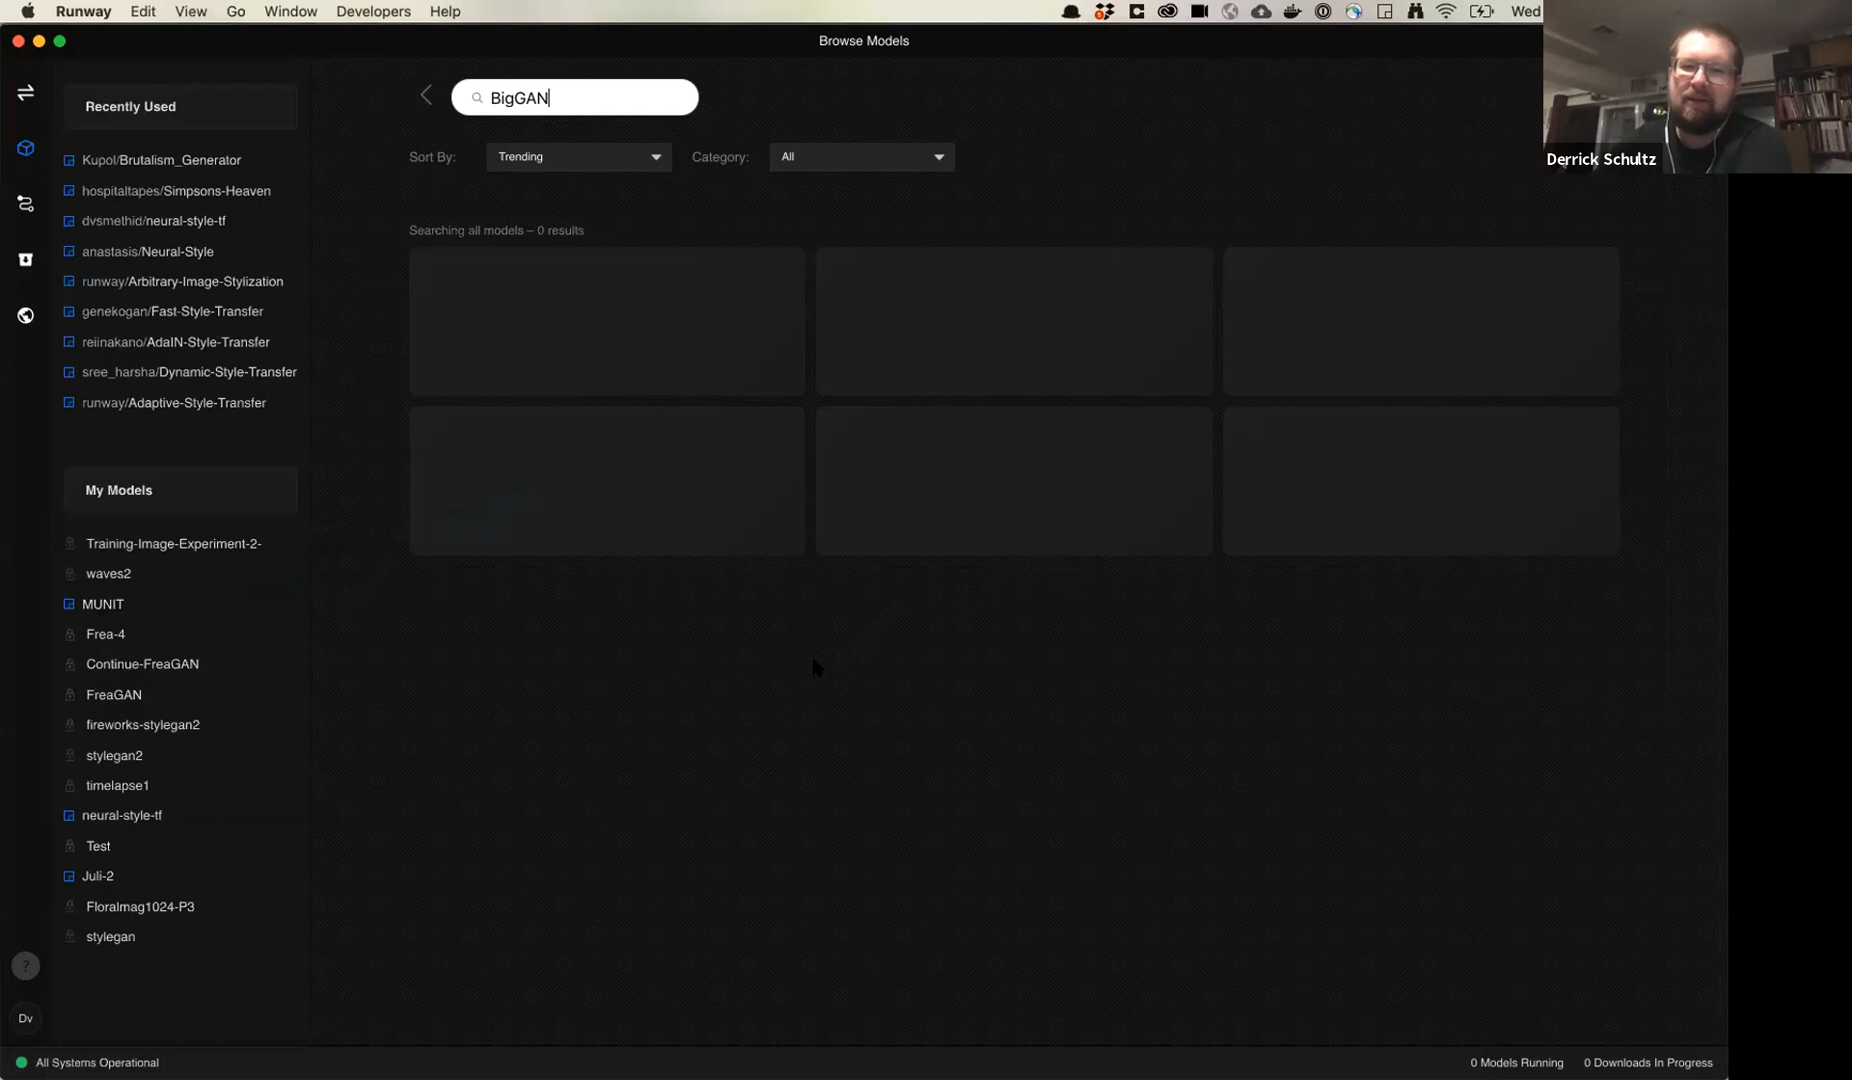 Runway Edit View Go Window Developers Help
Wed
Browse Models
Recently Used
Kupol/Brutalism_Generator
hospitaltapes/Simpsons-Heaven
dvsmethid/neural-style-tf
anastasis/Neural-Style
runway/Arbitrary-Image-Stylization
genekogan/Fast-Style-Transfer
reiinakano/AdaIN-Style-Transfer
sree_harsha/Dynamic-Style-Transfer
runway/Adaptive-Style-Transfer
My Models
Training-Image-Experiment-2-
waves2
MUNIT
Frea-4
Continue-FreaGAN
FreaGAN
fireworks-stylegan2
stylegan2
timelapse1
neural-style-tf
Test
Juli-2
Floralmag1024-P3
stylegan
?
Dv
BigGAN
Sort By: Trending Category: All
Searching all models – 0 results
Derrick Schultz
All Systems Operational
0 Models Running 0 Downloads In Progress